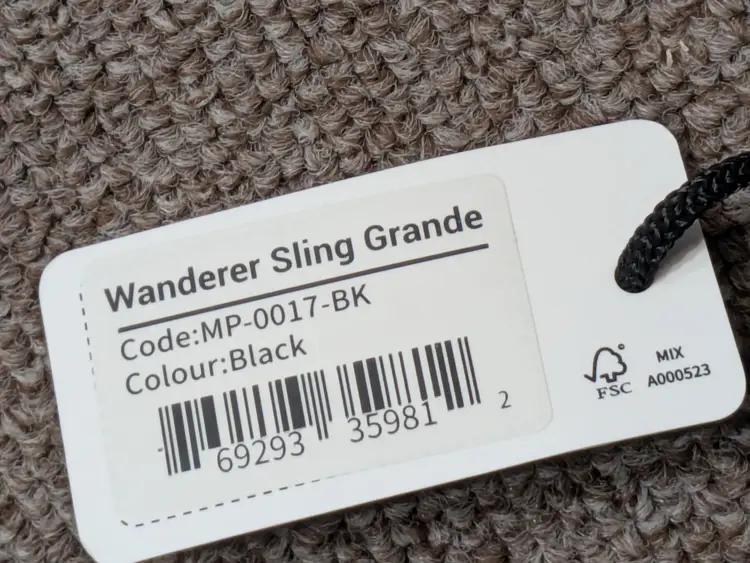 Wanderer Sling Grande
Code:MP-0017-BK
Colour:Black
69293 35981 2
FSC
MIX
A000523